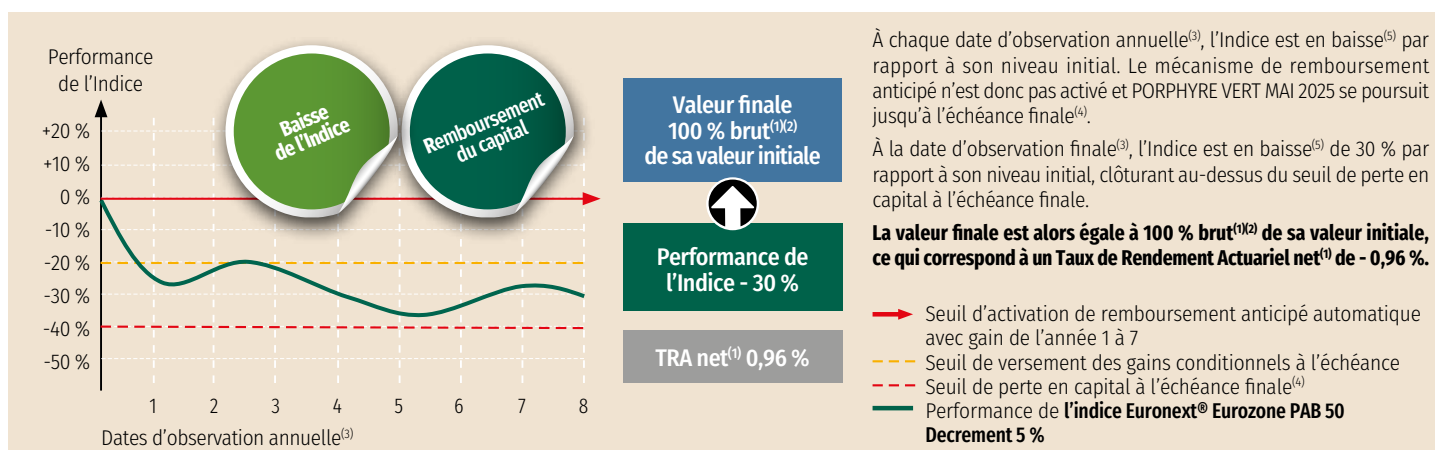 Performance
de l'Indice
+20 %
+10 %
0 %
-10 %
-20 %
-30 %
-40 %
-50 %
1 2 3 4 5 6 7 8
Dates d'observation annuelle(3)
Baisse
de l'Indice
Remboursement
du capital
Valeur finale
100 % brut(1)(2)
de sa valeur initiale
Performance de
l'Indice - 30 %
TRA net(1) 0,96 %
À chaque date d'observation annuelle(3), l'Indice est en baisse(5) par
rapport à son niveau initial. Le mécanisme de remboursement
anticipé n'est donc pas activé et PORPHYRE VERT MAI 2025 se poursuit
jusqu'à l'échéance finale(4).
À la date d'observation finale(3), l'Indice est en baisse(5) de 30 % par
rapport à son niveau initial, clôturant au-dessus du seuil de perte en
capital à l'échéance finale.
La valeur finale est alors égale à 100 % brut(1)(2) de sa valeur initiale,
ce qui correspond à un Taux de Rendement Actuariel net(1) de - 0,96 %.
Seuil d'activation de remboursement anticipé automatique
avec gain de l'année 1 à 7
Seuil de versement des gains conditionnels à l'échéance
Seuil de perte en capital à l'échéance finale(4)
Performance de l'indice Euronext® Eurozone PAB 50
Decrement 5 %